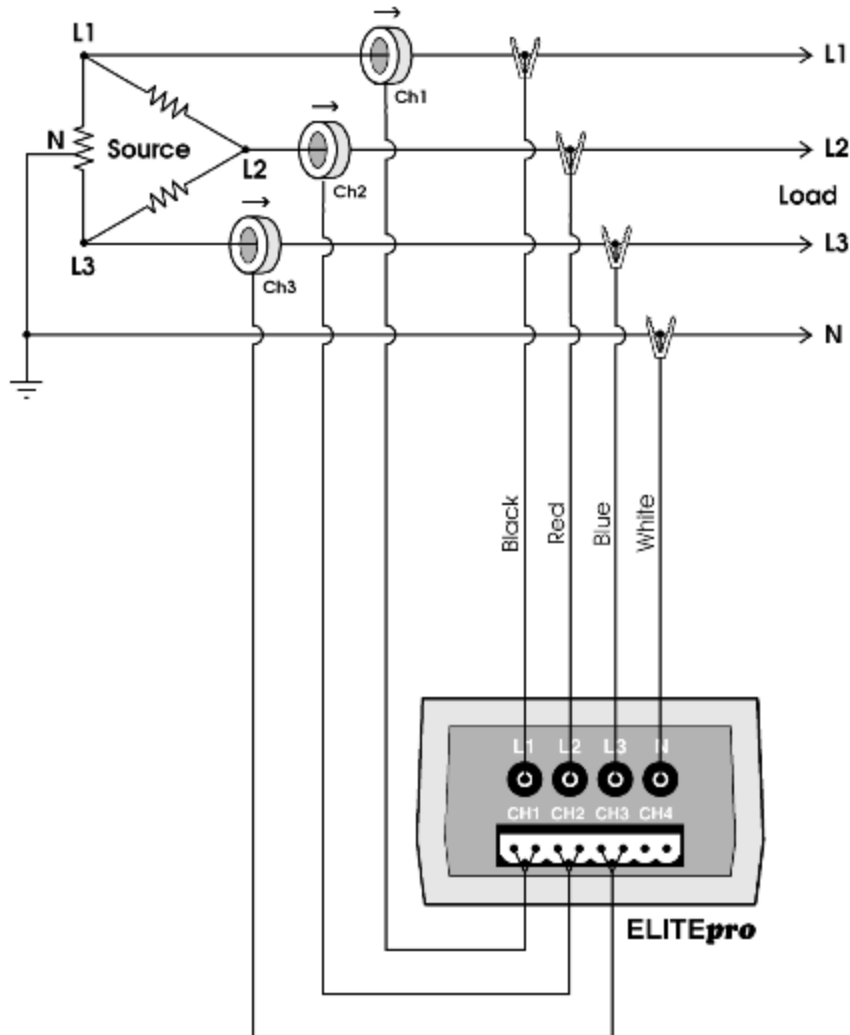 L1
L1
Ch1
N
Source
L2
L2
Ch2
Load
L3
L3
Ch3
N
Black
Red
Blue
White
L1 L2 L3 N
CH1 CH2 CH3 CH4
ELITEpro